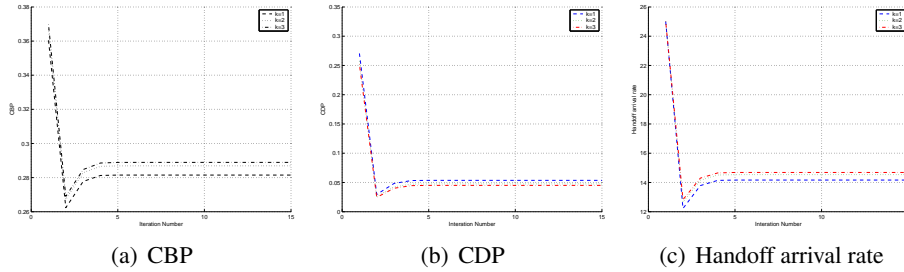 0.38
0.36
0.34
0.32
0.3
0.28
0.26
CBP
0
5
10
15
Iteration Number
k=1
k=2
k=3
(a) CBP
0.35
0.3
0.25
0.2
0.15
0.1
0.05
0
CDP
0
5
10
15
Interation Number
k=1
k=2
k=3
(b) CDP
26
24
22
20
18
16
14
12
Handoff arrival rate
0
5
10
Interation Number
k=1
k=2
k=3
(c) Handoff arrival rate